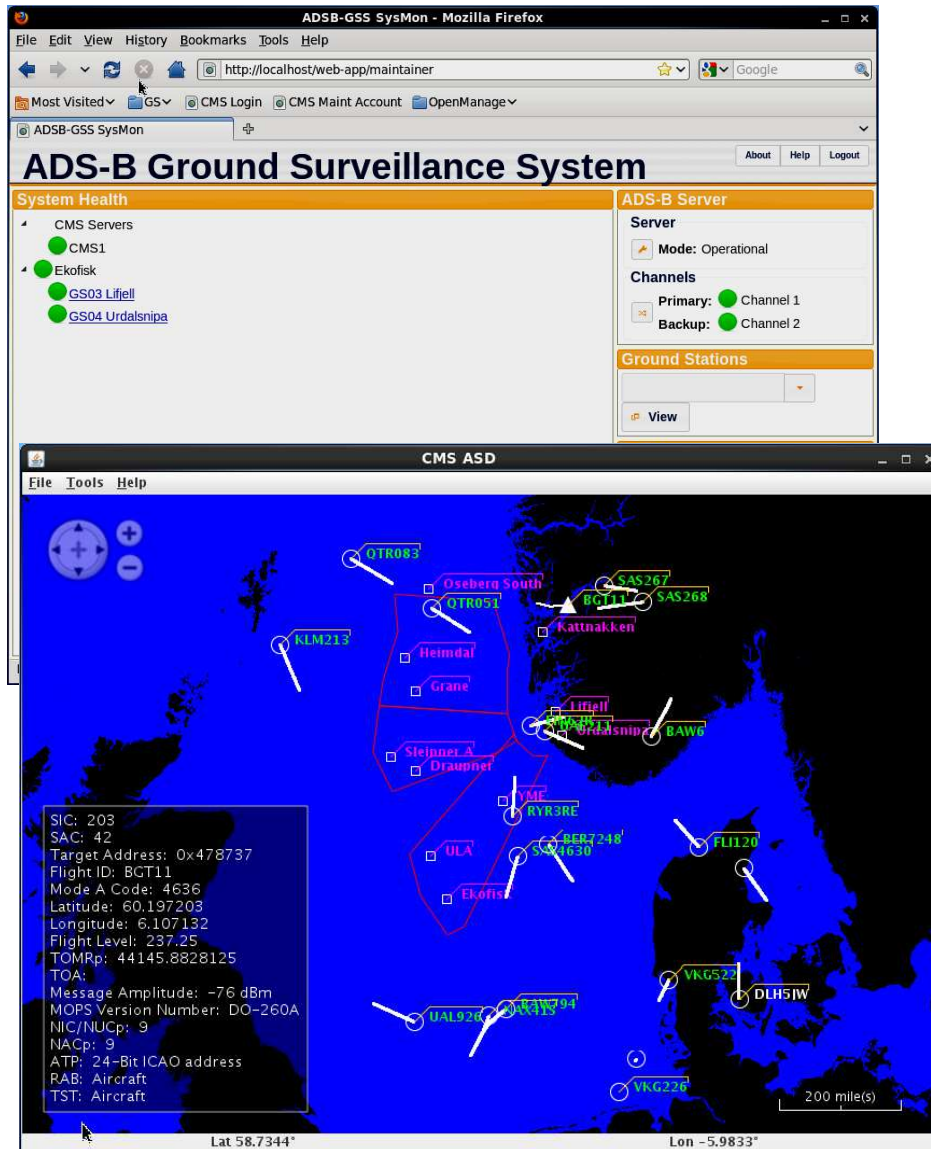 ADSB-GSS SysMon - Mozilla Firefox
File Edit View History Bookmarks Tools Help
http://localhost/web-app/maintainer
Google
Most Visited GS CMS Login CMS Maint Account OpenManage
ADSB-GSS SysMon
ADS-B Ground Surveillance System
About Help Logout
System Health
CMS Servers
CMS1
Ekofisk
GS03 Lifjell
GS04 Urdalsnipa
ADS-B Server
Server
Mode: Operational
Channels
Primary: Channel 1
Backup: Channel 2
Ground Stations
View
CMS ASD
File Tools Help
QTR083
Oseberg South
SAS267
QTR051
BGT11
SAS268
Kattnakken
KLM213
Heimdal
Grane
Lifjell
Urdalsnipa
BAW6
Sleipner A
Draupner
YME
RYR3RE
BER7248
FLI120
ULA
Ekofisk
SIC: 203
SAC: 42
Target Address: 0x478737
Flight ID: BGT11
Mode A Code: 4636
Latitude: 60.197203
Longitude: 6.107132
Flight Level: 237.25
TOMRp: 44145.8828125
TOA:
Message Amplitude: -76 dBm
MOPS Version Number: DO-260A
NIC/NUCp: 9
NACp: 9
ATP: 24-Bit ICAO address
RAB: Aircraft
TST: Aircraft
VKG522
DLH5JW
UAL926
BAW794
VKG226
200 mile(s)
Lat 58.7344° Lon -5.9833°